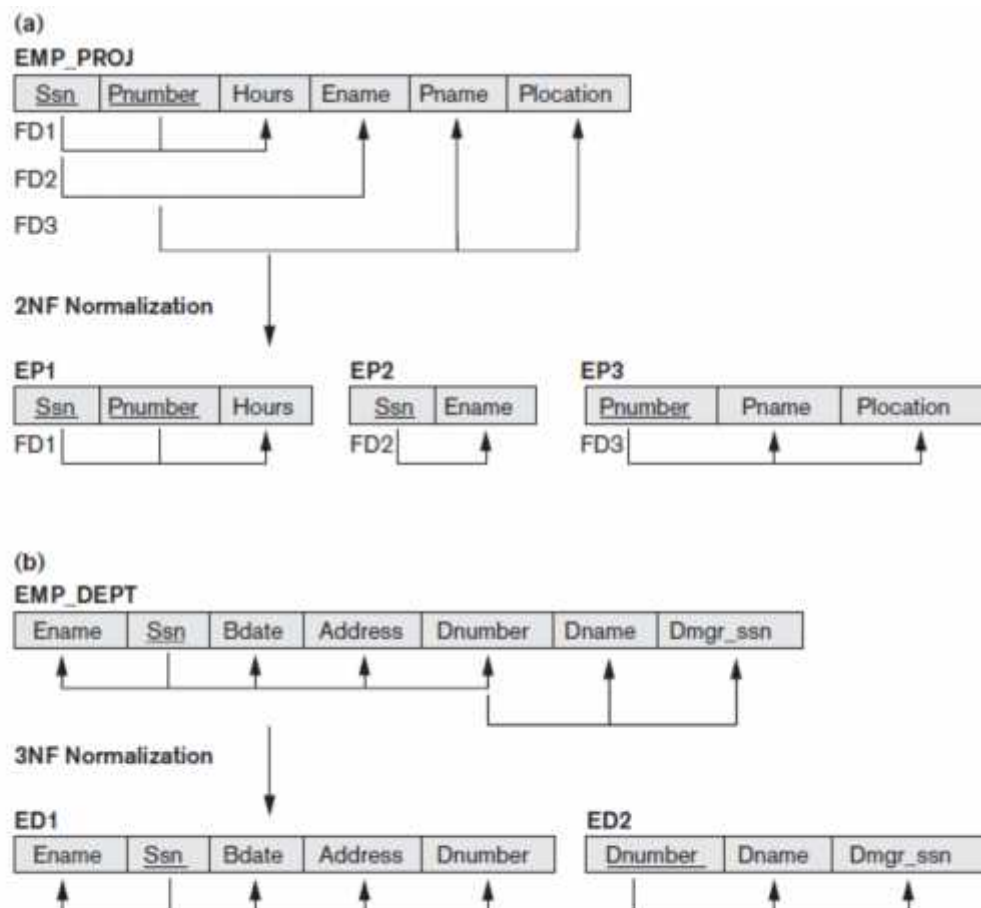 (a)
EMP_PROJ
Ssn Pnumber Hours Ename Pname Plocation
FD1
FD2
FD3
2NF Normalization
EP1 EP2 EP3
Ssn Pnumber Hours Ssn Ename Pnumber Pname Plocation
FD1 FD2 FD3
(b)
EMP_DEPT
Ename Ssn Bdate Address Dnumber Dname Dmgr_ssn
3NF Normalization
ED1 ED2
Ename Ssn Bdate Address Dnumber Dnumber Dname Dmgr_ssn